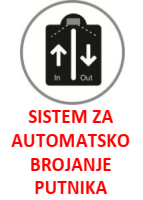 In Out
SISTEM ZA
AUTOMATSKO
BROJANJE
PUTNIKA